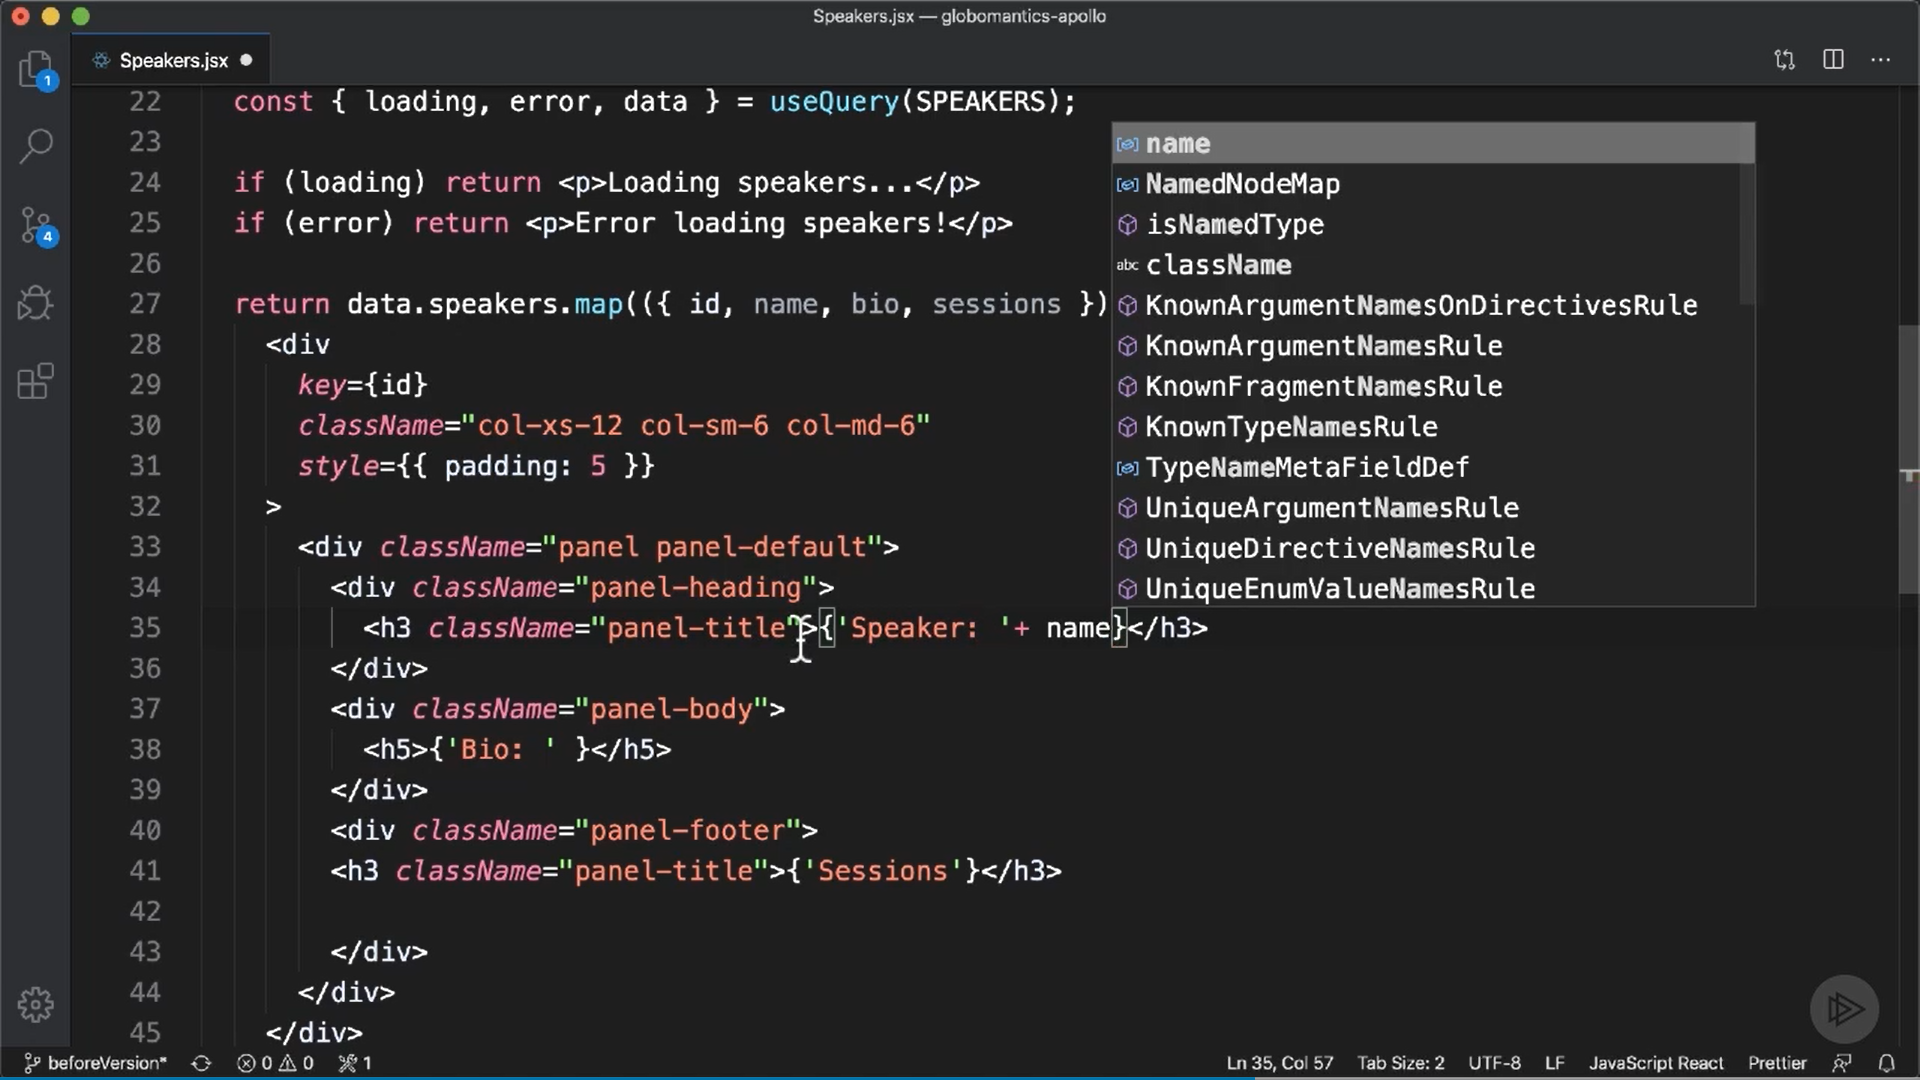 Speakers.jsx — globomantics-apollo
1
Speakers.jsx
22 const { loading, error, data } = useQuery(SPEAKERS);
23
24 if (loading) return <p>Loading speakers...</p>
25 if (error) return <p>Error loading speakers!</p>
26
27 return data.speakers.map(({ id, name, bio, sessions })
28 <div
29 key={id}
30 className="col-xs-12 col-sm-6 col-md-6"
31 style={{ padding: 5 }}
32 >
33 <div className="panel panel-default">
34 <div className="panel-heading">
35 <h3 className="panel-title">{'Speaker: '+ name}</h3>
36 </div>
37 <div className="panel-body">
38 <h5>{'Bio: ' }</h5>
39 </div>
40 <div className="panel-footer">
41 <h3 className="panel-title">{'Sessions'}</h3>
42
43 </div>
44 </div>
45 </div>
name
NamedNodeMap
isNamedType
abc className
KnownArgumentNamesOnDirectivesRule
KnownArgumentNamesRule
KnownFragmentNamesRule
KnownTypeNamesRule
TypeNameMetaFieldDef
UniqueArgumentNamesRule
UniqueDirectiveNamesRule
UniqueEnumValueNamesRule
4
beforeVersion* 0 0 1 Ln 35, Col 57 Tab Size: 2 UTF-8 LF JavaScript React Prettier